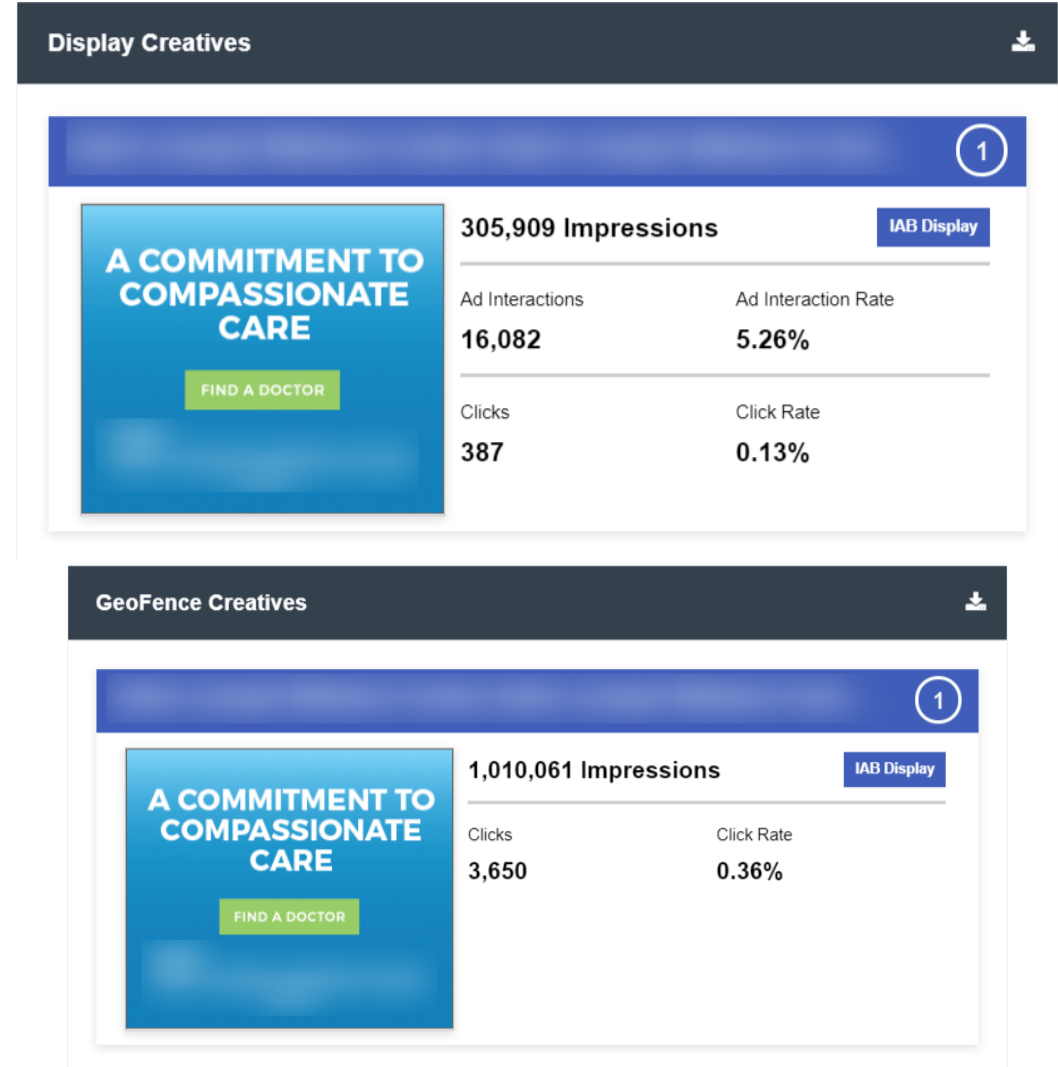 Display Creatives
1
A COMMITMENT TO
COMPASSIONATE
CARE
FIND A DOCTOR
305,909 Impressions
IAB Display
Ad Interactions
Ad Interaction Rate
16,082
5.26%
Clicks
Click Rate
387
0.13%
GeoFence Creatives
1
A COMMITMENT TO
COMPASSIONATE
CARE
FIND A DOCTOR
1,010,061 Impressions
IAB Display
Clicks
Click Rate
3,650
0.36%